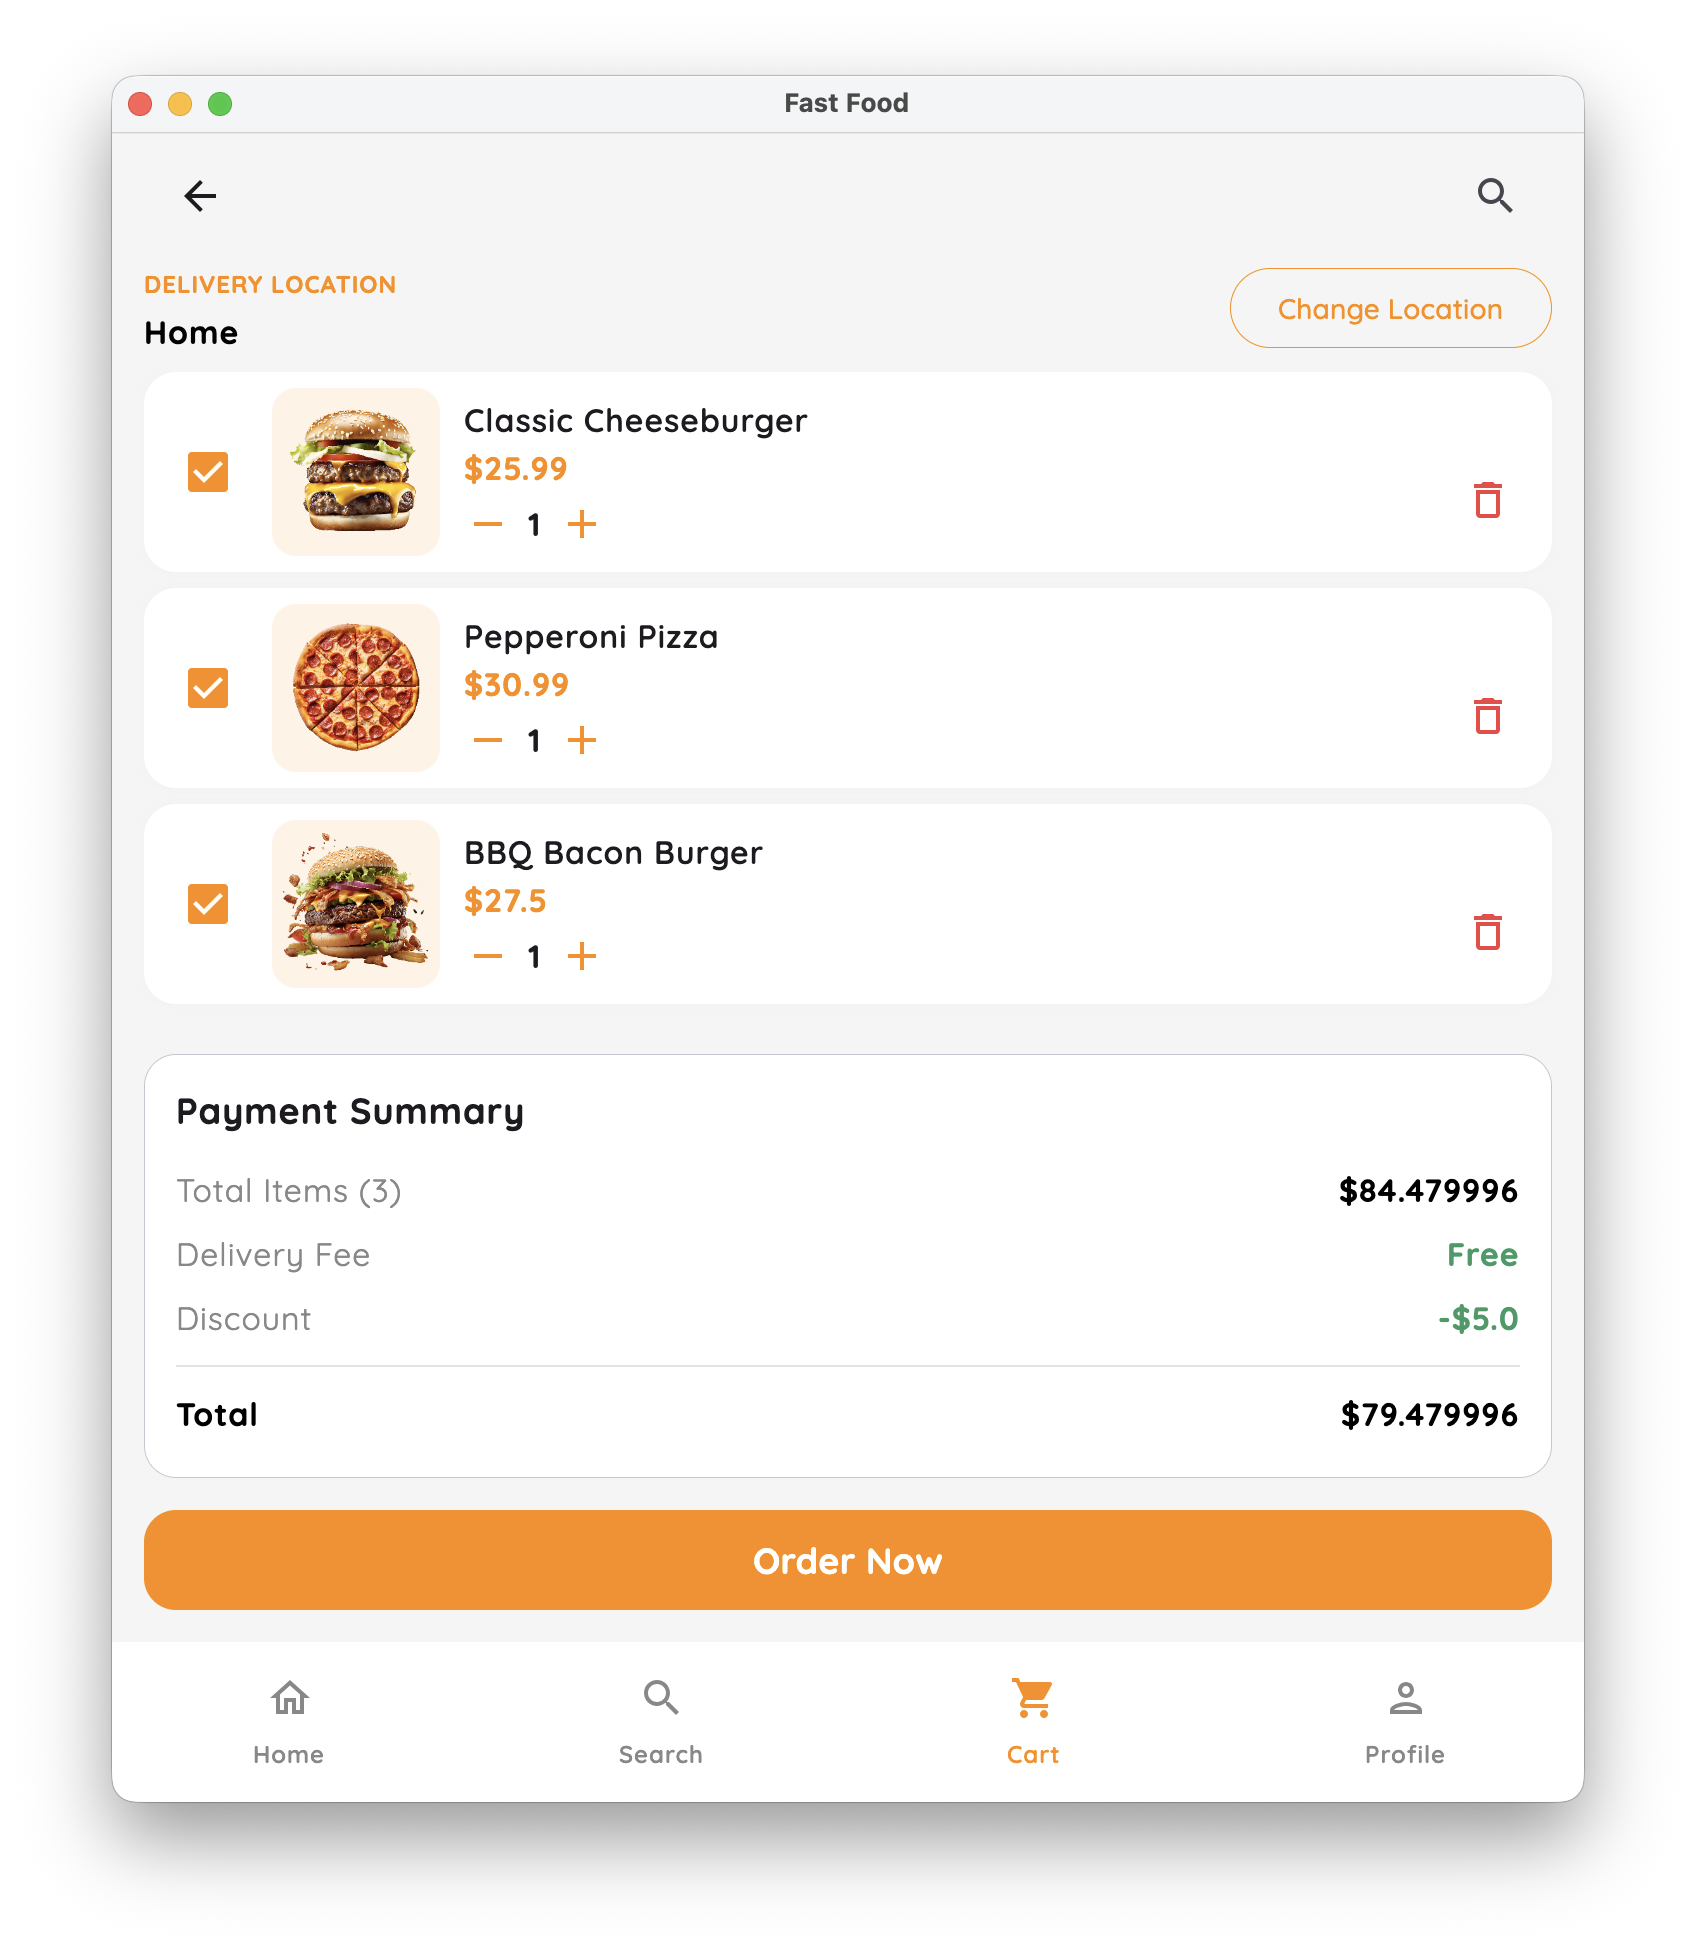 Fast Food
DELIVERY LOCATION
Home
Change Location
Classic Cheeseburger
$25.99
1
Pepperoni Pizza
$30.99
1
BBQ Bacon Burger
$27.5
1
Payment Summary
Total Items (3) $84.479996
Delivery Fee Free
Discount -$5.0
Total $79.479996
Order Now
Home Search Cart Profile